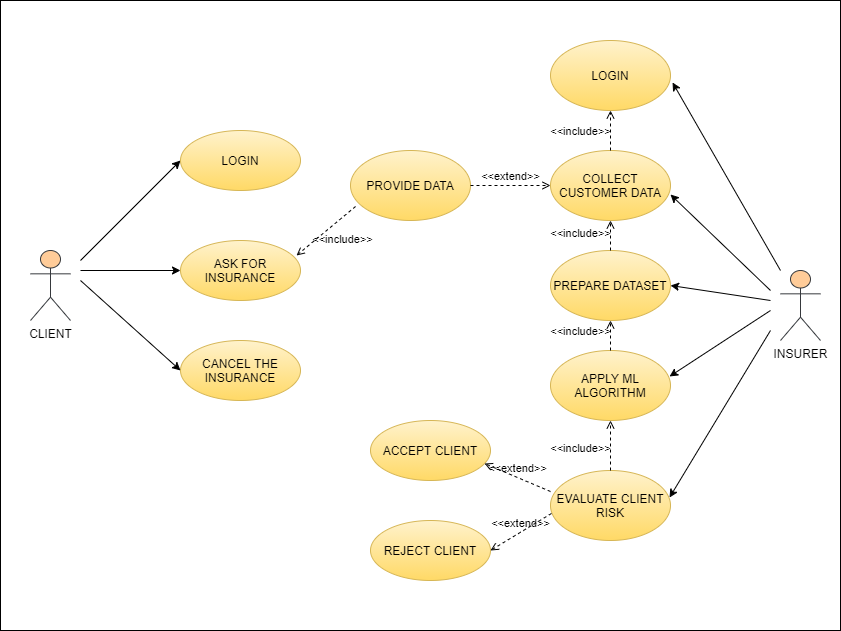 LOGIN
<<include>>
LOGIN
PROVIDE DATA
<<extend>>
COLLECT
CUSTOMER DATA
<<include>>
<<include>>
ASK FOR
INSURANCE
PREPARE DATASET
CLIENT
<<include>>
INSURER
CANCEL THE
INSURANCE
APPLY ML
ALGORITHM
<<include>>
ACCEPT CLIENT
<<extend>>
EVALUATE CLIENT
RISK
<<extend>>
REJECT CLIENT